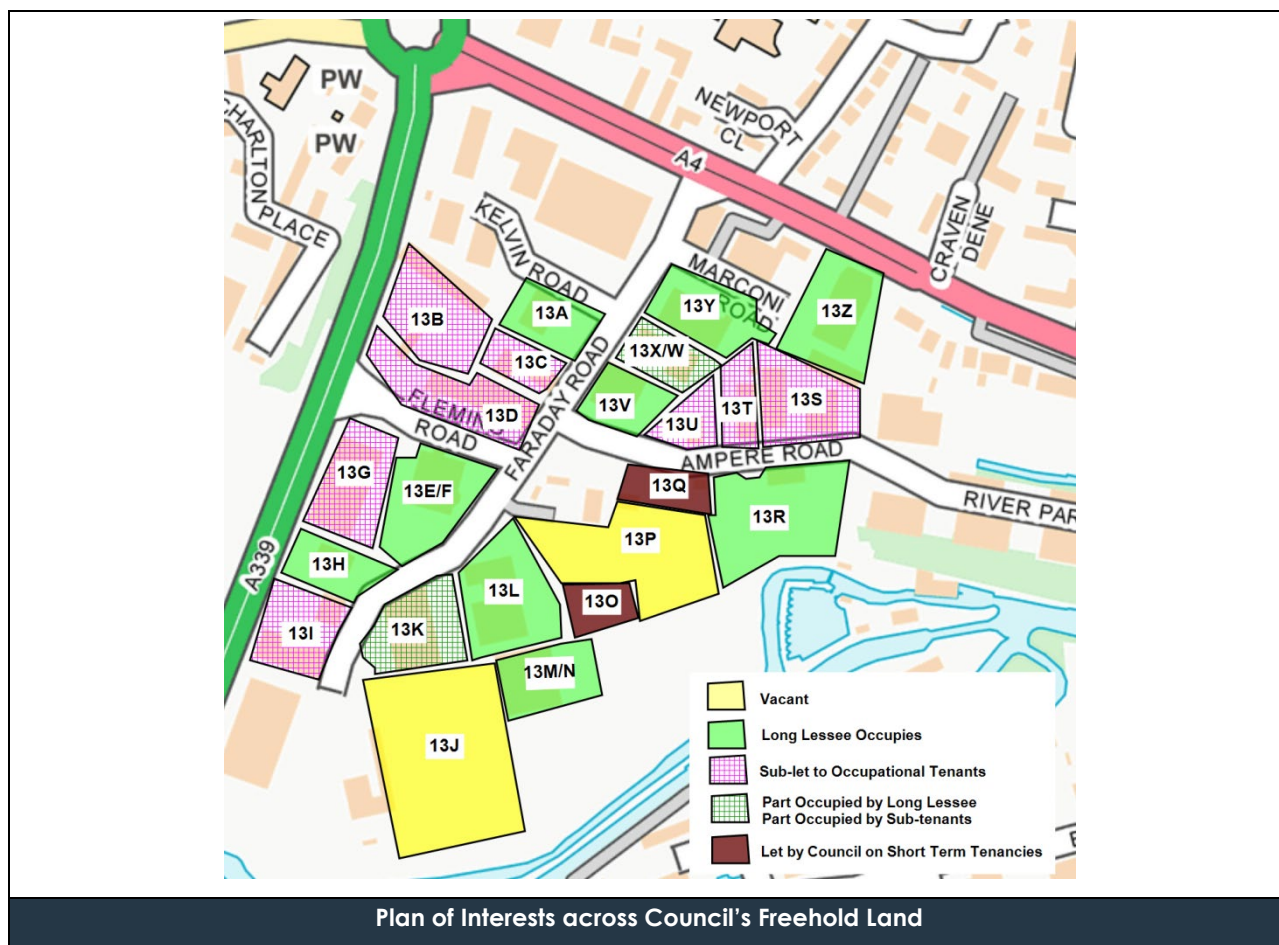 PW
PW
CHARLTON
PLACE
NEWPORT
CL
A4
CRAVEN
DENE
KELVIN ROAD
MARCONI
ROAD
13B
13A
13Y
13Z
13C
13X/W
13D
13V
13U
13T
13S
FLEMING
ROAD
FARADAY ROAD
AMPERE ROAD
13G
13E/F
13Q
13R
RIVER PAR
13P
A339
13H
13L
13O
13I
13K
13M/N
13J
Vacant
Long Lessee Occupies
Sub-let to Occupational Tenants
Part Occupied by Long Lessee
Part Occupied by Sub-tenants
Let by Council on Short Term Tenancies
Plan of Interests across Council's Freehold Land